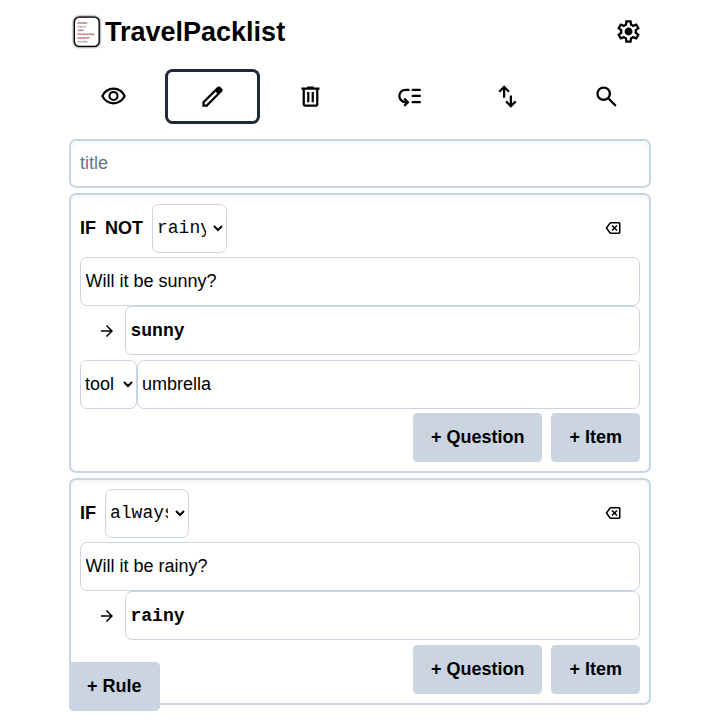 TravelPacklist
title
IF NOT rainy
Will it be sunny?
→ sunny
tool umbrella
+ Question + Item
IF always
Will it be rainy?
→ rainy
+ Question + Item
+ Rule